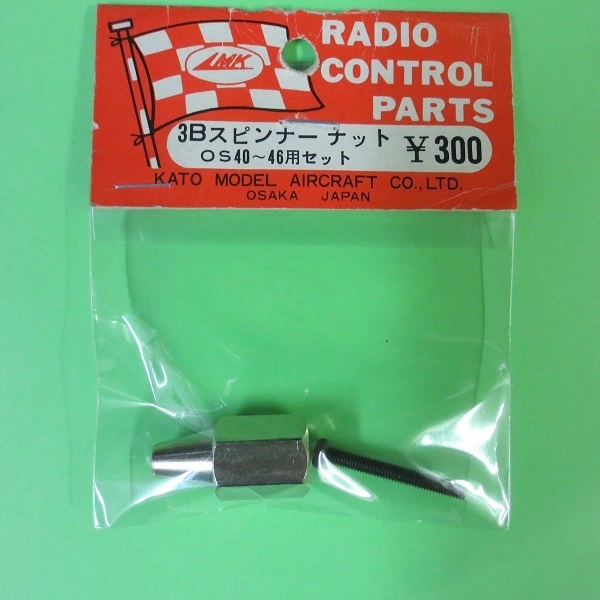 LMK
RADIO
CONTROL
PARTS
3Bスピンナー ナット
OS40〜46用セット
¥300
KATO MODEL AIRCRAFT CO.,LTD.
OSAKA JAPAN